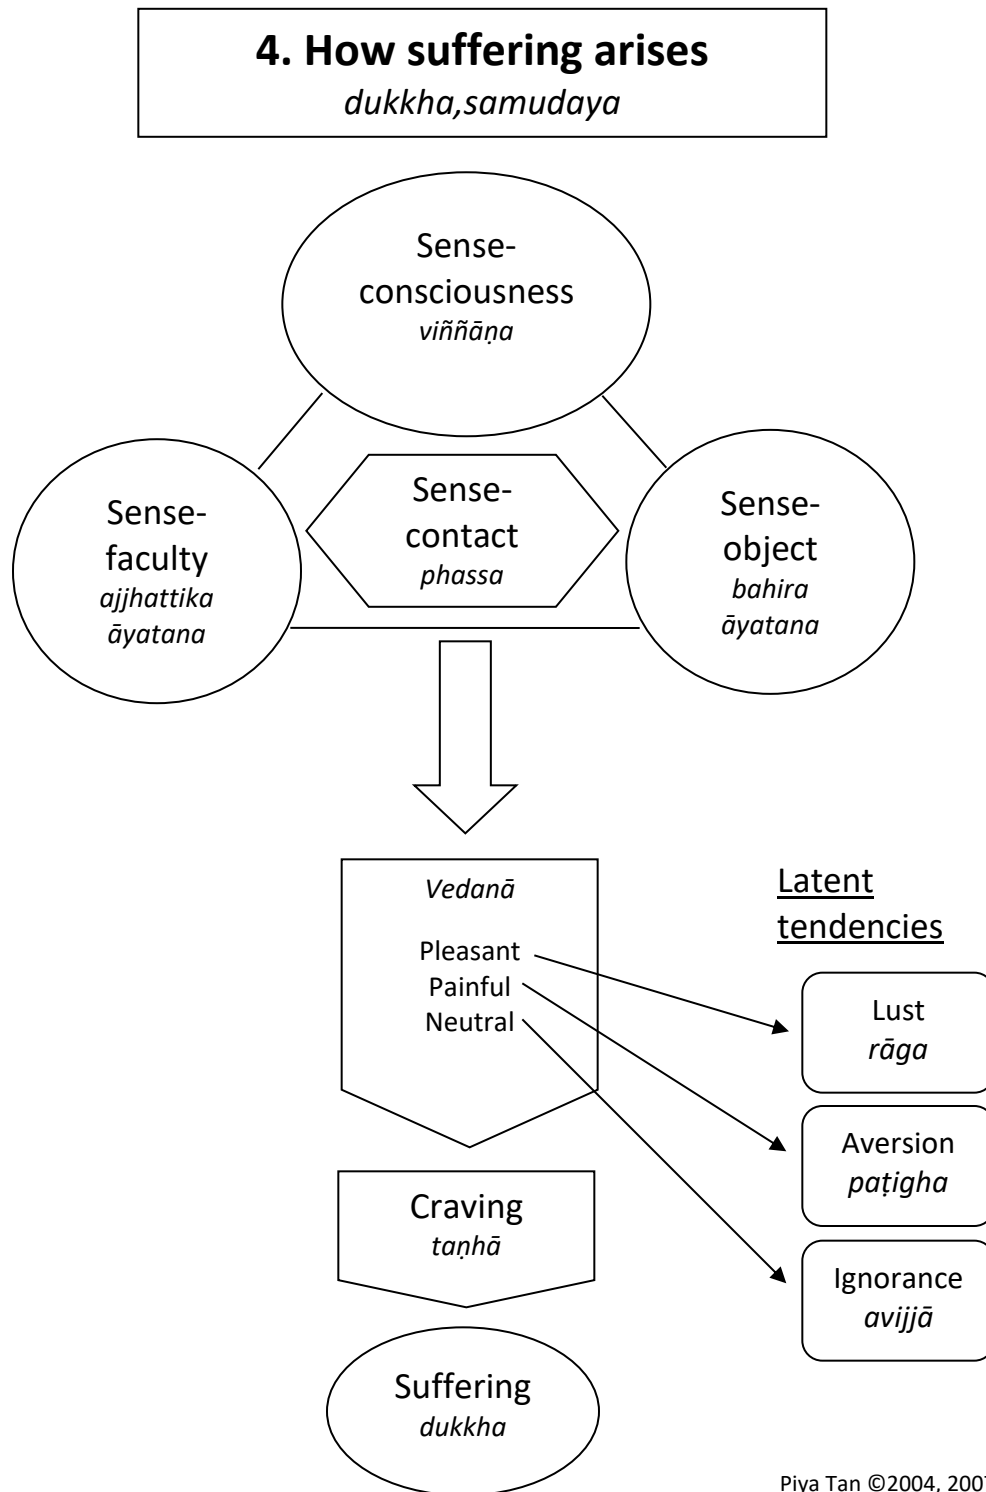 4. How suffering arises
dukkha,samudaya
Sense-
consciousness
viññāṇa
Sense-
faculty
ajjhattika
āyatana
Sense-
contact
phassa
Sense-
object
bahira
āyatana
Vedanā
Pleasant
Painful
Neutral
Latent
tendencies
Lust
rāga
Aversion
paṭigha
Ignorance
avijjā
Craving
taṇhā
Suffering
dukkha
Piya Tan ©2004, 2007